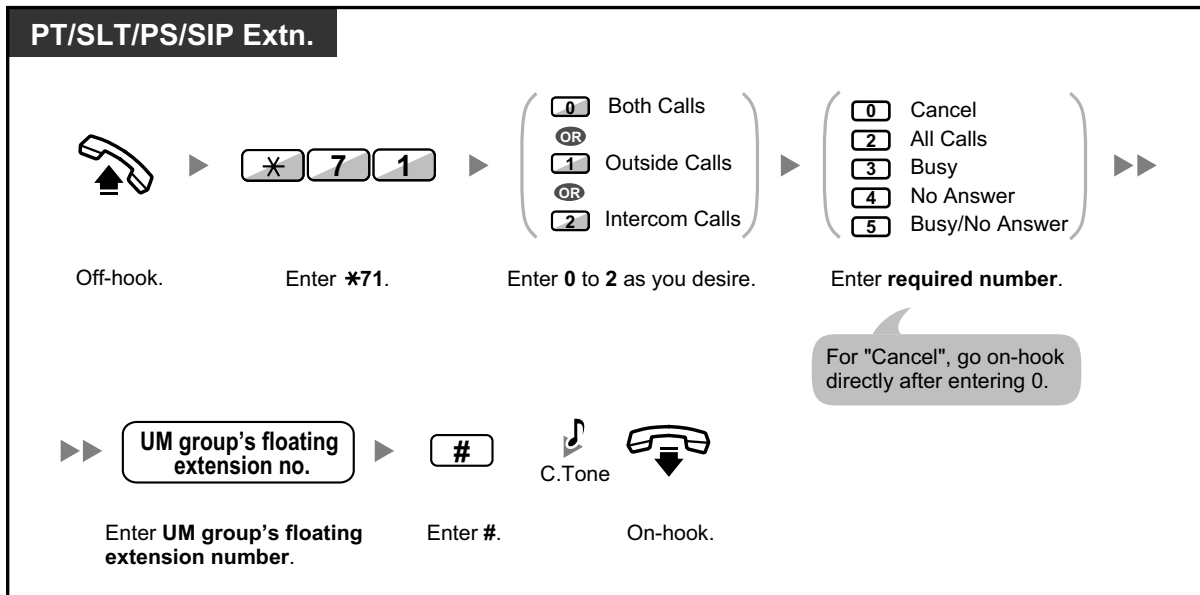 PT/SLT/PS/SIP Extn.
Off-hook.
* 7 1
Enter *71.
0 Both Calls
OR
1 Outside Calls
OR
2 Intercom Calls
Enter 0 to 2 as you desire.
0 Cancel
2 All Calls
3 Busy
4 No Answer
5 Busy/No Answer
Enter required number.
For "Cancel", go on-hook
directly after entering 0.
UM group's floating
extension no.
Enter UM group's floating
extension number.
#
Enter #.
C.Tone
On-hook.